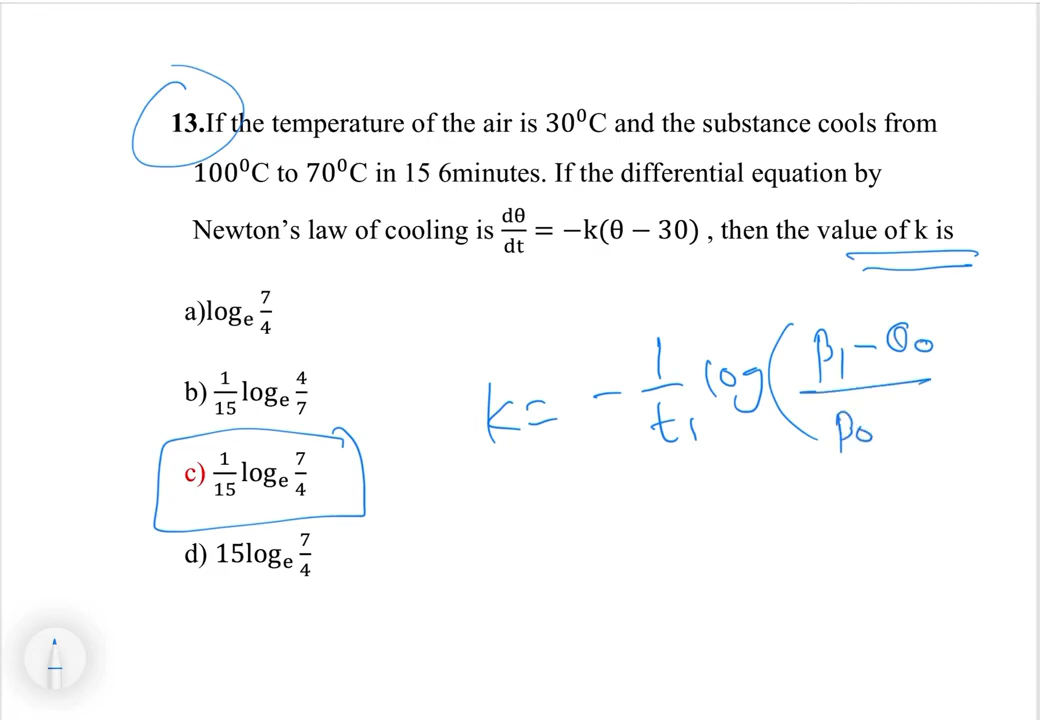 13.If the temperature of the air is 30⁰C and the substance cools from
100⁰C to 70⁰C in 15 6minutes. If the differential equation by
Newton’s law of cooling is dθ/dt = −k(θ − 30) , then the value of k is
a)logₑ 7/4
b) 1/15 logₑ 4/7
c) 1/15 logₑ 7/4
d) 15logₑ 7/4
k = - 1/t₁ log( β₁ - θ₀ / β₀